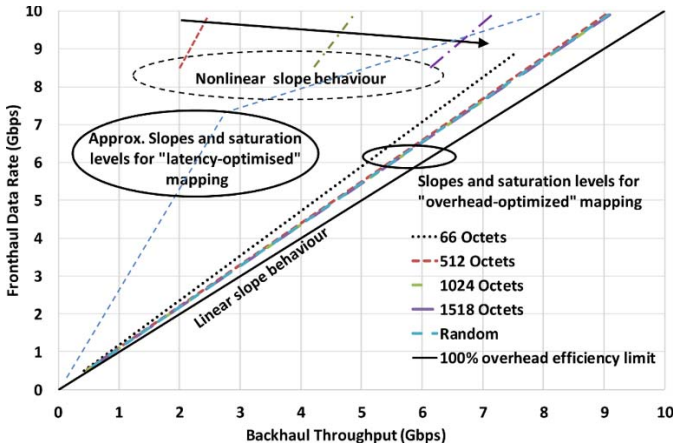 10
9
8
7
6
5
4
3
2
1
0
Fronthaul Data Rate (Gbps)
Nonlinear slope behaviour
Approx. Slopes and saturation
levels for "latency-optimised"
mapping
Slopes and saturation levels for
"overhead-optimized" mapping
Linear slope behaviour
66 Octets
512 Octets
1024 Octets
1518 Octets
Random
100% overhead efficiency limit
0 1 2 3 4 5 6 7 8 9 10
Backhaul Throughput (Gbps)